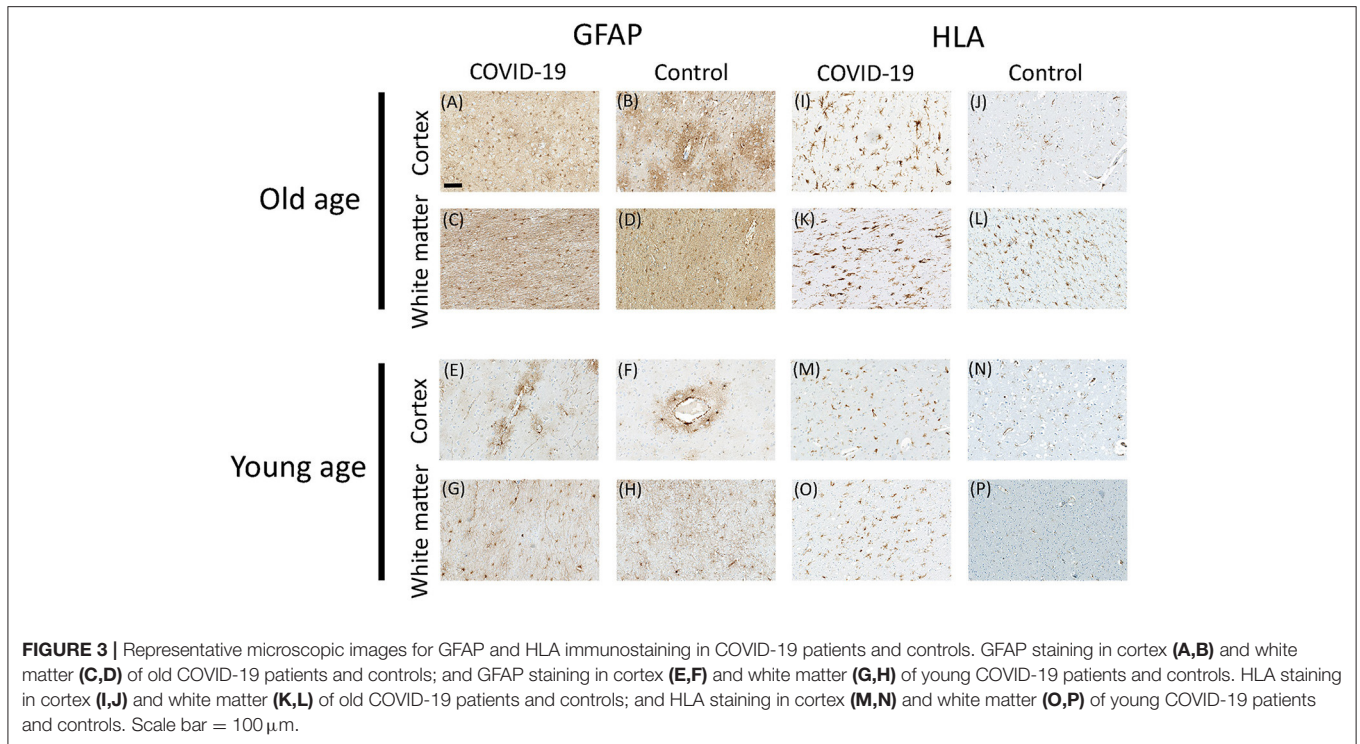 GFAP HLA
COVID-19 Control COVID-19 Control
Old age
Cortex
(A) (B) (I) (J)
White matter
(C) (D) (K) (L)
Young age
Cortex
(E) (F) (M) (N)
White matter
(G) (H) (O) (P)
FIGURE 3 | Representative microscopic images for GFAP and HLA immunostaining in COVID-19 patients and controls. GFAP staining in cortex (A,B) and white
matter (C,D) of old COVID-19 patients and controls; and GFAP staining in cortex (E,F) and white matter (G,H) of young COVID-19 patients and controls. HLA staining
in cortex (I,J) and white matter (K,L) of old COVID-19 patients and controls; and HLA staining in cortex (M,N) and white matter (O,P) of young COVID-19 patients
and controls. Scale bar = 100 μm.